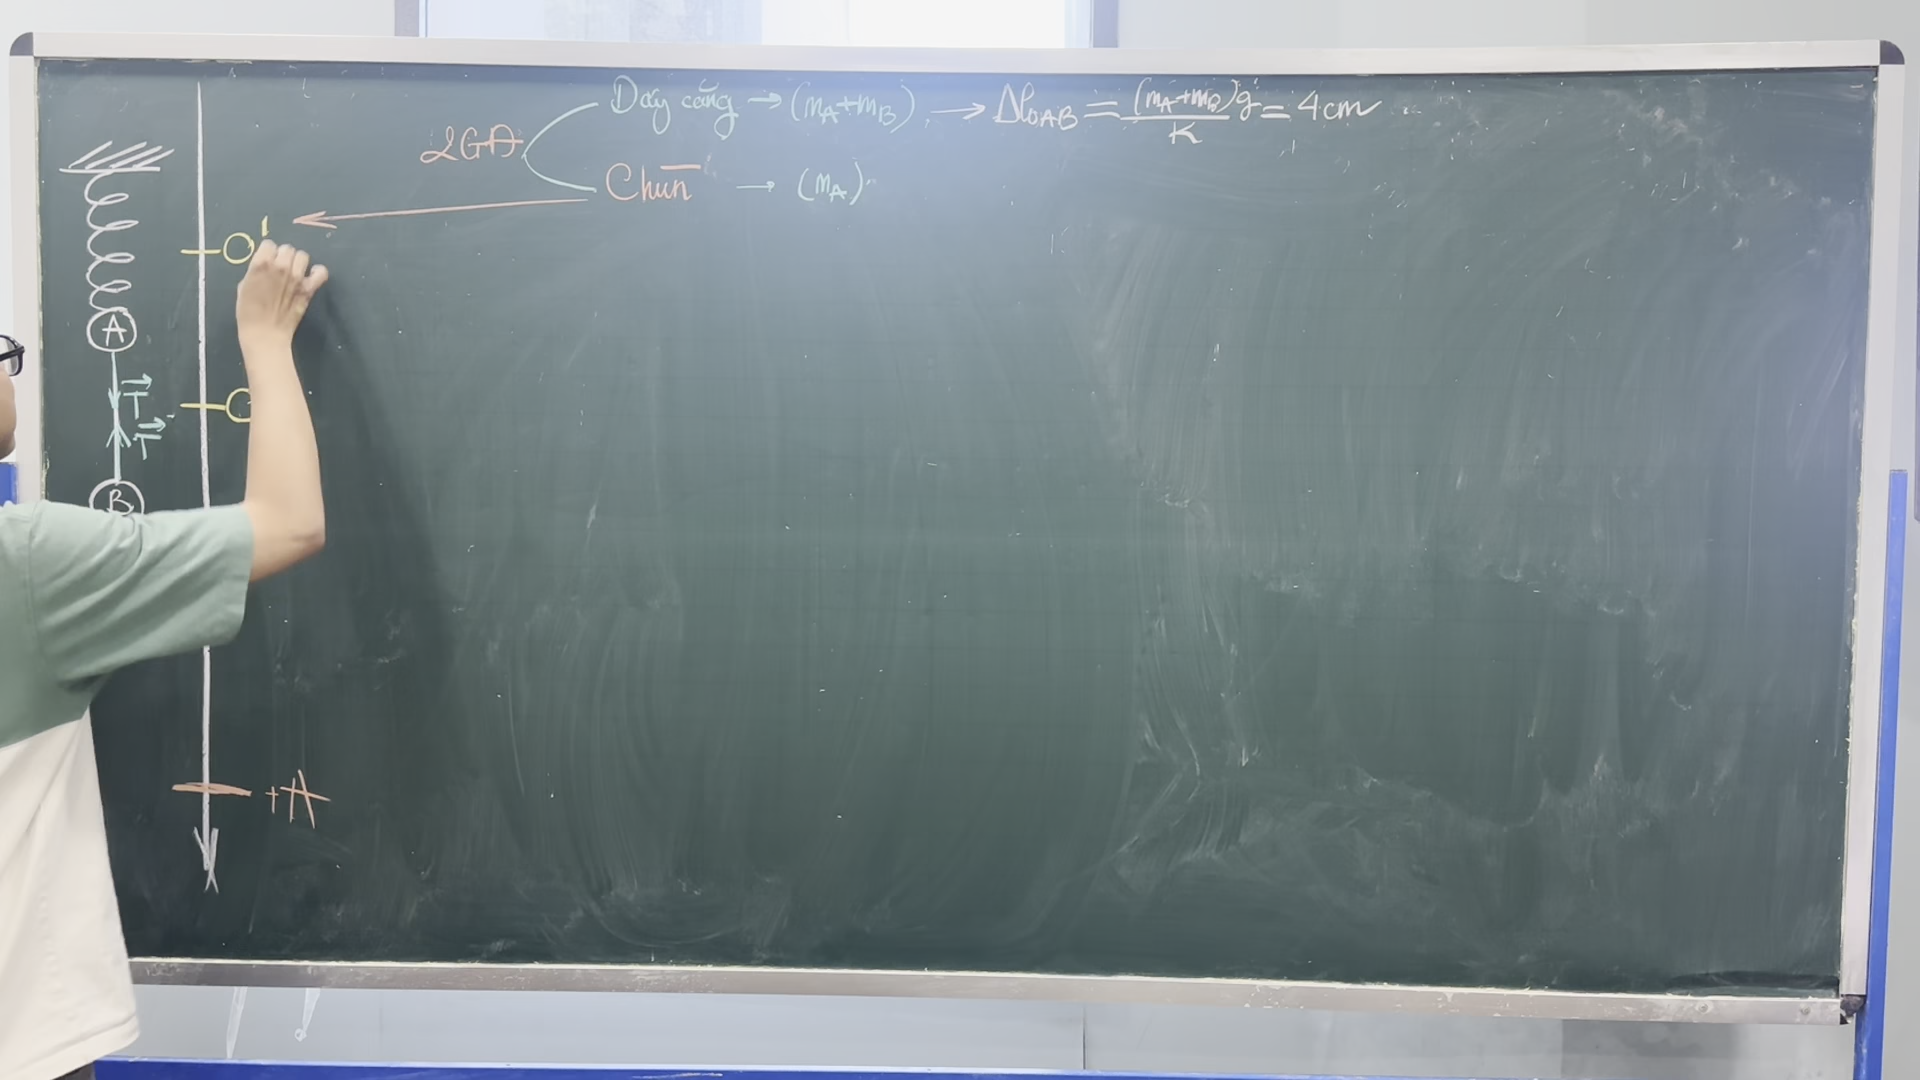 2GĐ
Dây căng → (mA+mB) → Δl0AB = (mA+mB)g/K = 4cm
Chùn → (mA)
O'
A
T
T
B
+A
x